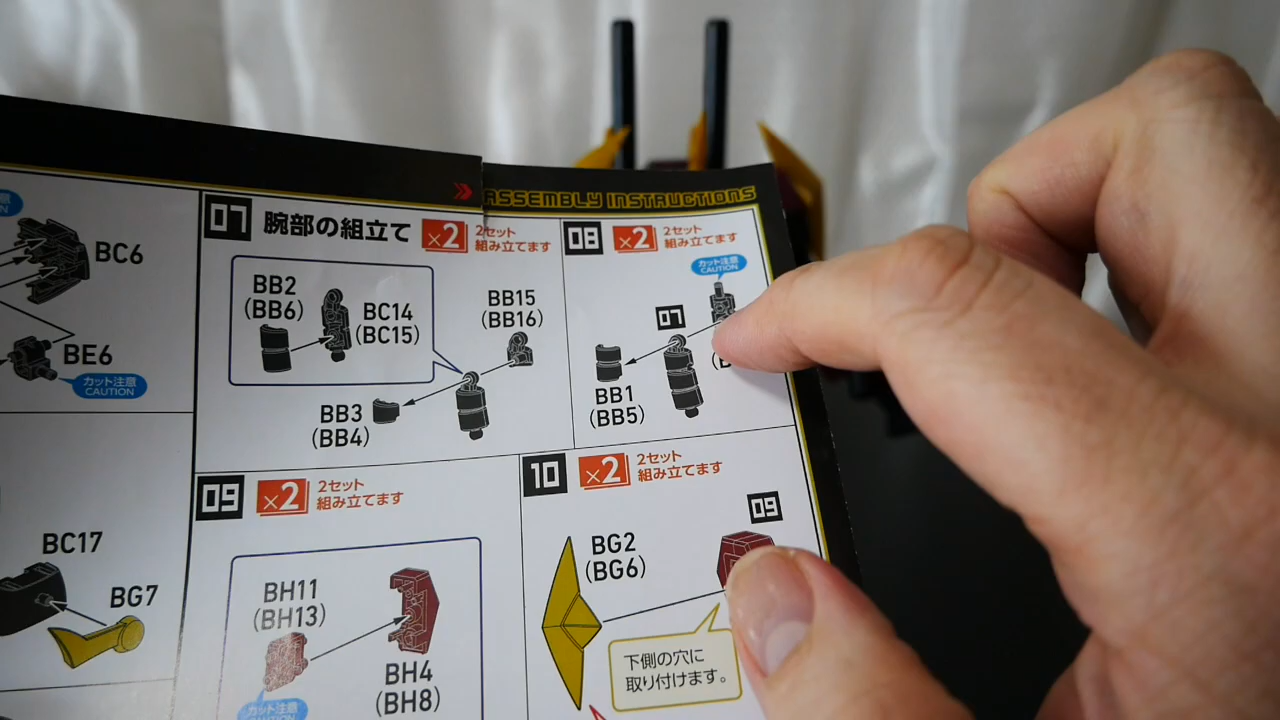 ASSEMBLY INSTRUCTIONS
BC6
BE6
カット注意
CAUTION
BC17
BG7
07
腕部の組立て
×2
2セット
組み立てます
BB2
(BB6)
BC14
(BC15)
BB15
(BB16)
BB3
(BB4)
08
×2
2セット
組み立てます
カット注意
CAUTION
07
BB1
(BB5)
09
×2
2セット
組み立てます
BH11
(BH13)
BH4
(BH8)
カット注意
10
×2
2セット
組み立てます
09
BG2
(BG6)
下側の穴に
取り付けます。